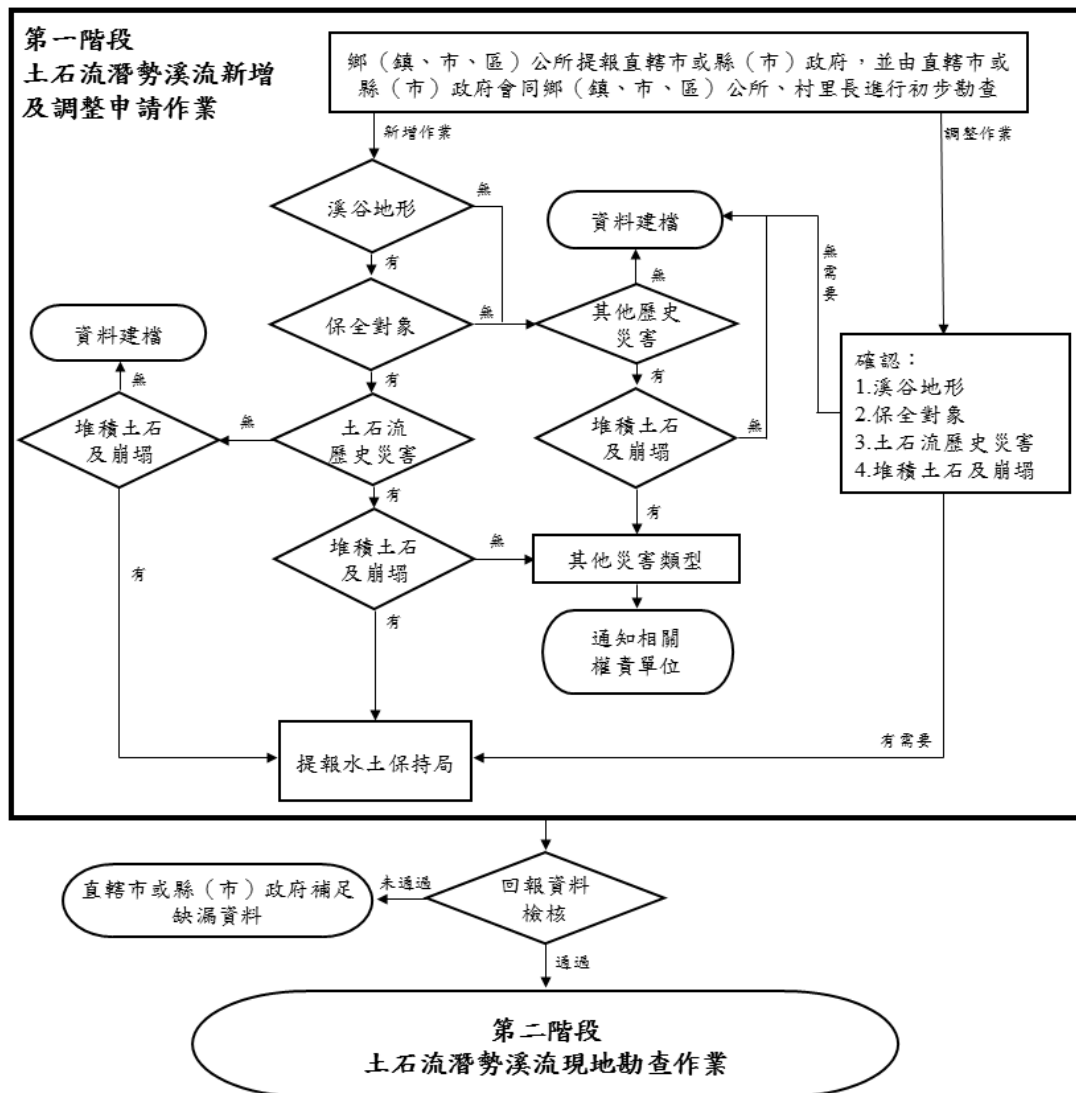 第一階段
土石流潛勢溪流新增
及調整申請作業
鄉（鎮、市、區）公所提報直轄市或縣（市）政府，並由直轄市或
縣（市）政府會同鄉（鎮、市、區）公所、村里長進行初步勘查
新增作業
調整作業
溪谷地形
無
有
資料建檔
無需要
無
保全對象
無
其他歷史
災害
資料建檔
有
有
無
堆積土石
及崩塌
無
土石流
歷史災害
堆積土石
及崩塌
無
確認：
1.溪谷地形
2.保全對象
3.土石流歷史災害
4.堆積土石及崩塌
有
有
堆積土石
及崩塌
無
其他災害類型
有
有
通知相關
權責單位
提報水土保持局
有需要
回報資料
檢核
未通過
直轄市或縣（市）政府補足
缺漏資料
通過
第二階段
土石流潛勢溪流現地勘查作業